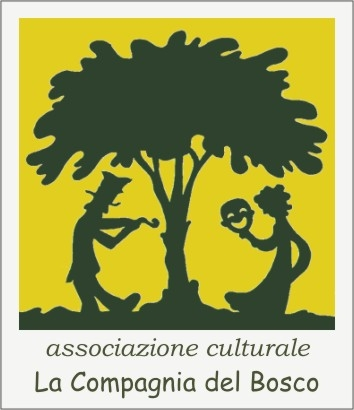 associazione culturale
La Compagnia del Bosco